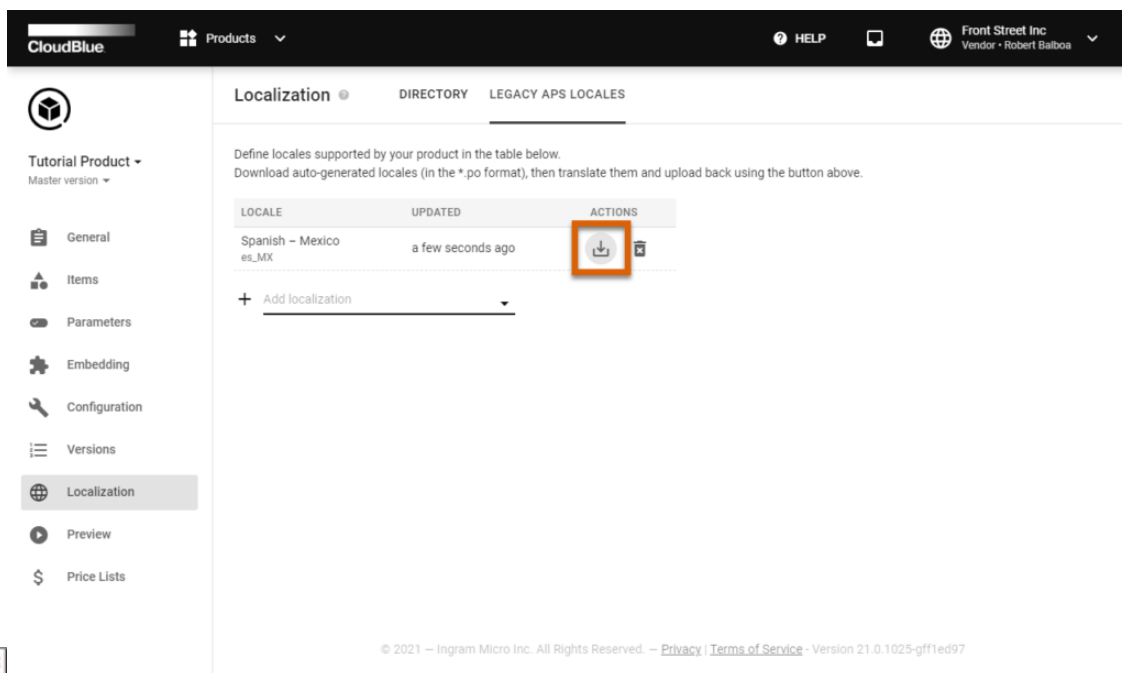 CloudBlue
Products
HELP
Front Street Inc
Vendor • Robert Balboa
Tutorial Product
Master version
General
Items
Parameters
Embedding
Configuration
Versions
Localization
Preview
Price Lists
Localization
DIRECTORY
LEGACY APS LOCALES
Define locales supported by your product in the table below.
Download auto-generated locales (in the *.po format), then translate them and upload back using the button above.
LOCALE UPDATED ACTIONS
Spanish – Mexico
es_MX
a few seconds ago
Add localization
© 2021 – Ingram Micro Inc. All Rights Reserved. – Privacy | Terms of Service - Version 21.0.1025-gff1ed97